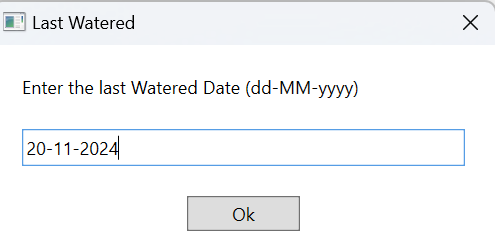 Last Watered
Enter the last Watered Date (dd-MM-yyyy)
20-11-2024
Ok